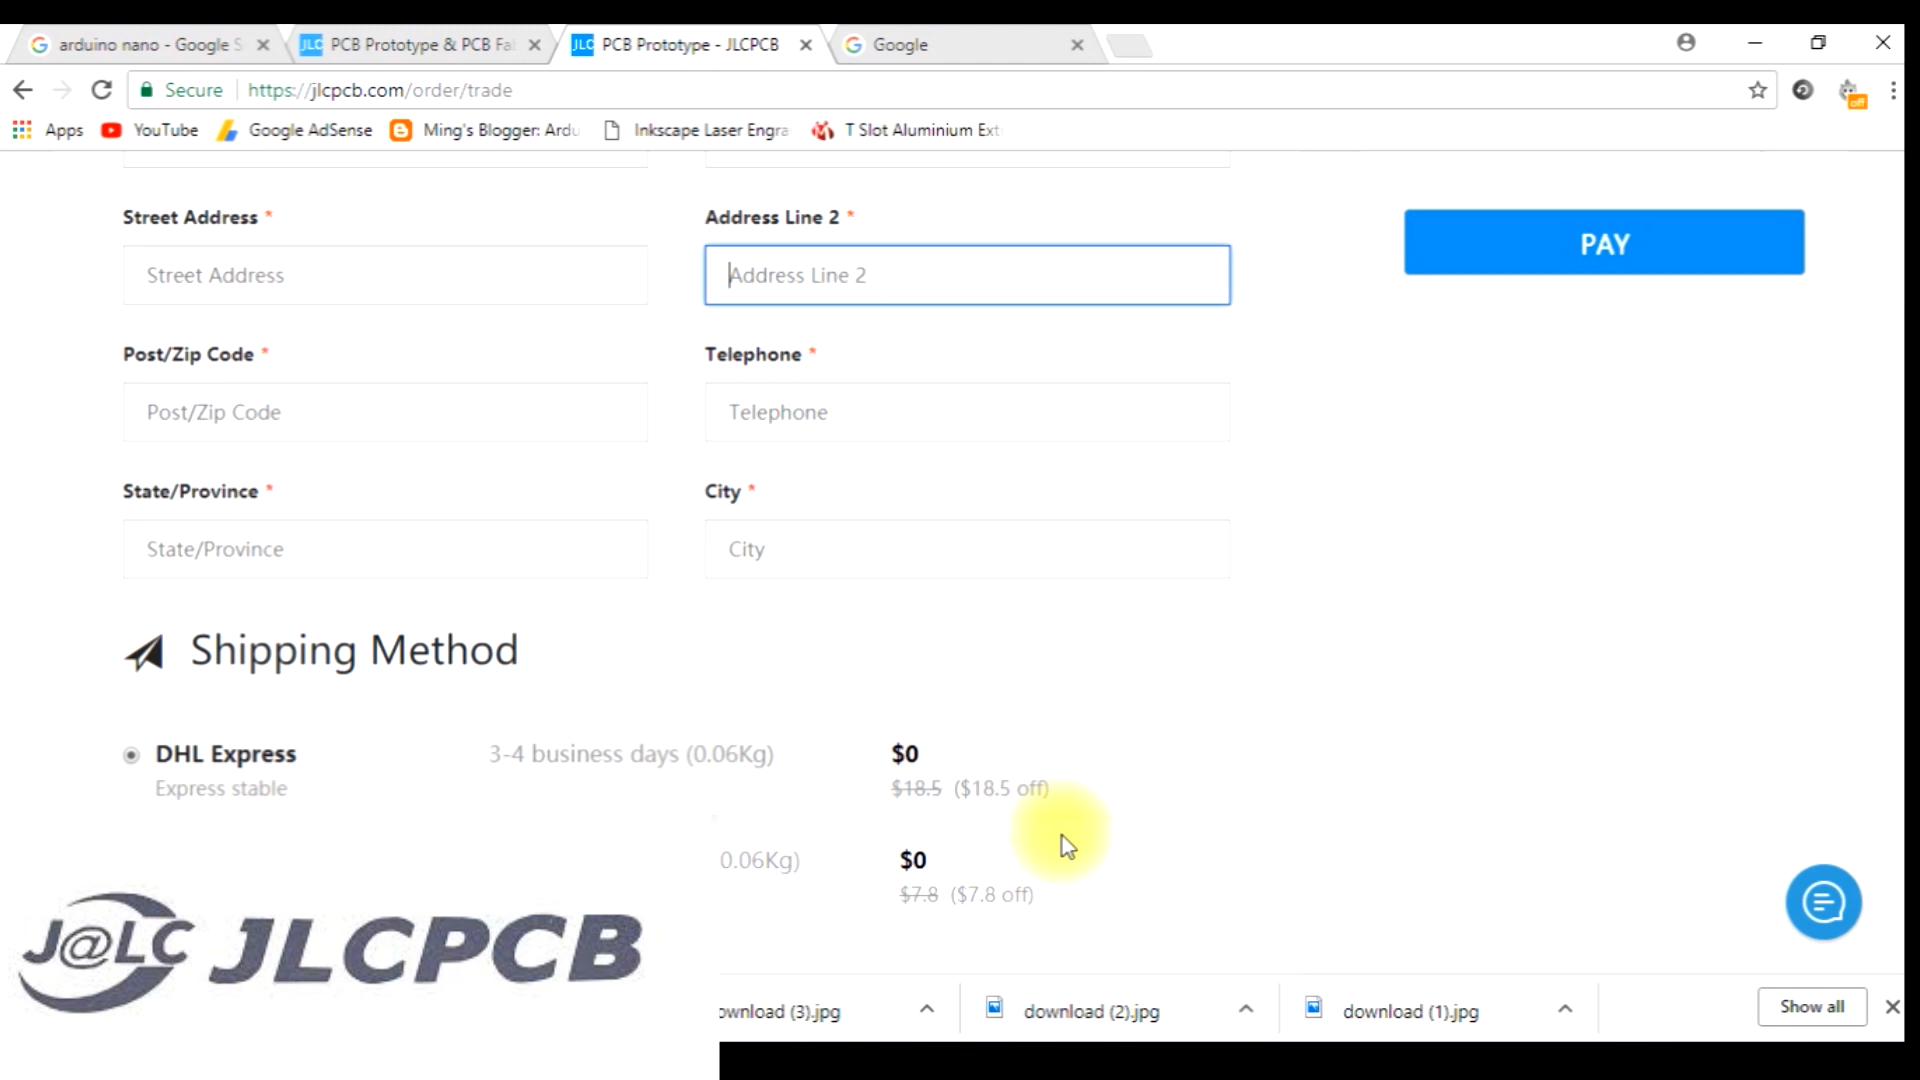 arduino nano - Google S
JLC PCB Prototype & PCB Fa
JLC PCB Prototype - JLCPCB
Google
Secure https://jlcpcb.com/order/trade
off
Apps YouTube Google AdSense Ming's Blogger: Ardu Inkscape Laser Engra T Slot Aluminium Ext
Street Address * Address Line 2 *
Street Address Address Line 2
PAY
Post/Zip Code * Telephone *
Post/Zip Code Telephone
State/Province * City *
State/Province City
Shipping Method
DHL Express 3-4 business days (0.06Kg) $0
Express stable $18.5 ($18.5 off)
0.06Kg) $0
$7.8 ($7.8 off)
J@LC JLCPCB
ownload (3).jpg download (2).jpg download (1).jpg Show all